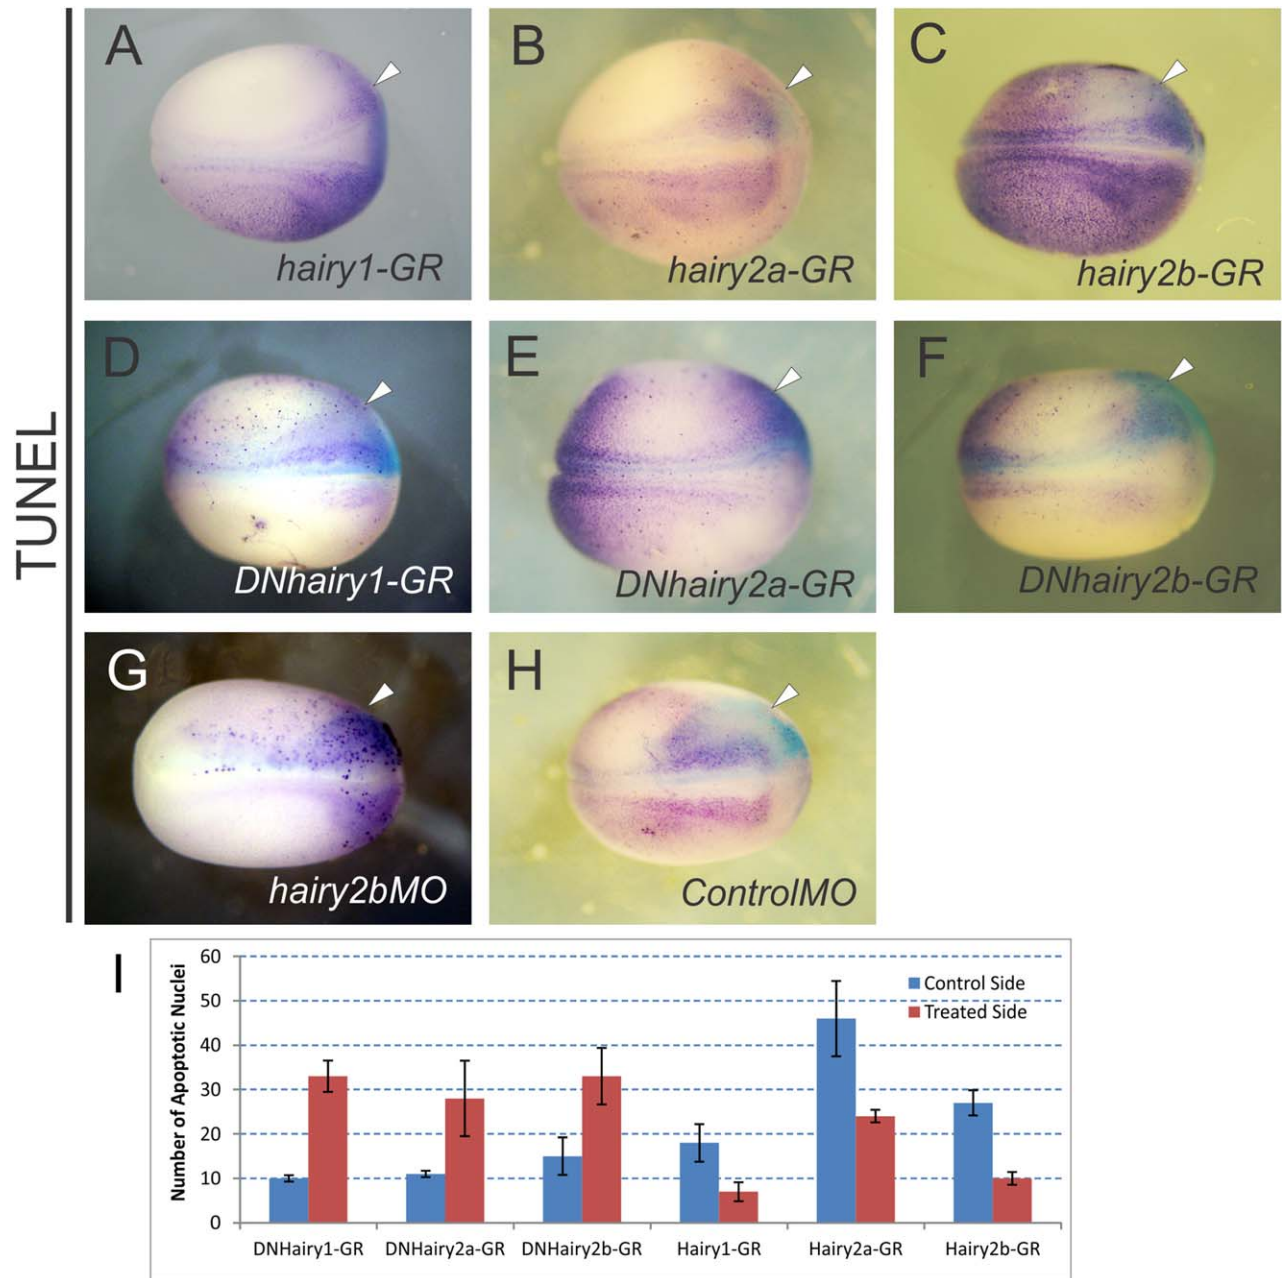 TUNEL
A
hairy1-GR
B
hairy2a-GR
C
hairy2b-GR
D
DNhairy1-GR
E
DNhairy2a-GR
F
DNhairy2b-GR
G
hairy2bMO
H
ControlMO
I
Number of Apoptotic Nuclei
60
50
40
30
20
10
0
Control Side
Treated Side
DNHairy1-GR DNHairy2a-GR DNHairy2b-GR Hairy1-GR Hairy2a-GR Hairy2b-GR